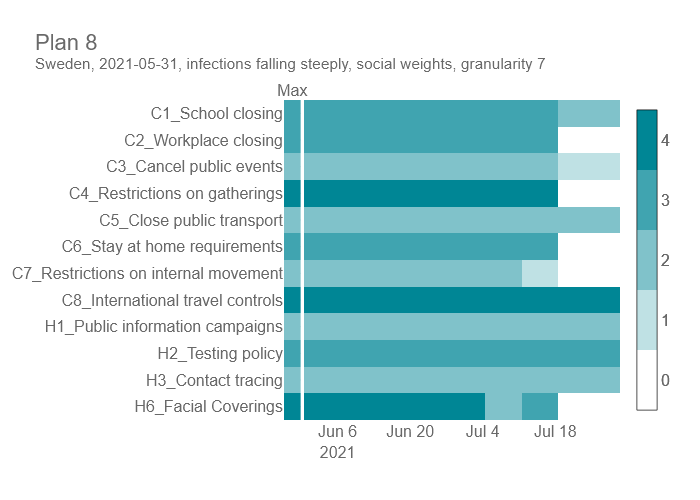 Plan 8
Sweden, 2021-05-31, infections falling steeply, social weights, granularity 7
Max
C1_School closing
C2_Workplace closing
C3_Cancel public events
C4_Restrictions on gatherings
C5_Close public transport
C6_Stay at home requirements
C7_Restrictions on internal movement
C8_International travel controls
H1_Public information campaigns
H2_Testing policy
H3_Contact tracing
H6_Facial Coverings
Jun 6 Jun 20 Jul 4 Jul 18
2021
4
3
2
1
0